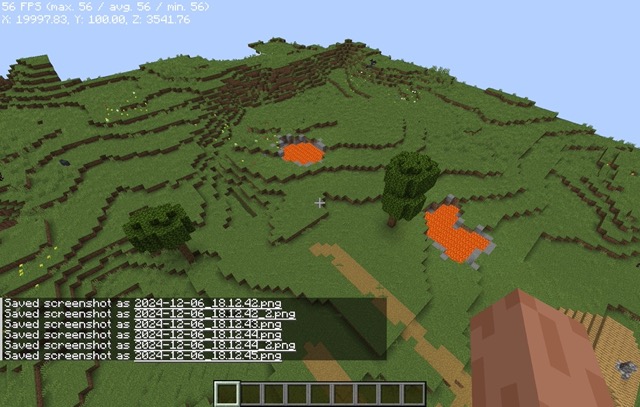 56 FPS (max. 56 / avg. 56 / min. 56)
X: 19997.83, Y: 100.00, Z: 3541.76
Saved screenshot as 2024-12-06_18.12.42.png
Saved screenshot as 2024-12-06_18.12.42_2.png
Saved screenshot as 2024-12-06_18.12.43.png
Saved screenshot as 2024-12-06_18.12.44.png
Saved screenshot as 2024-12-06_18.12.44_2.png
Saved screenshot as 2024-12-06_18.12.45.png